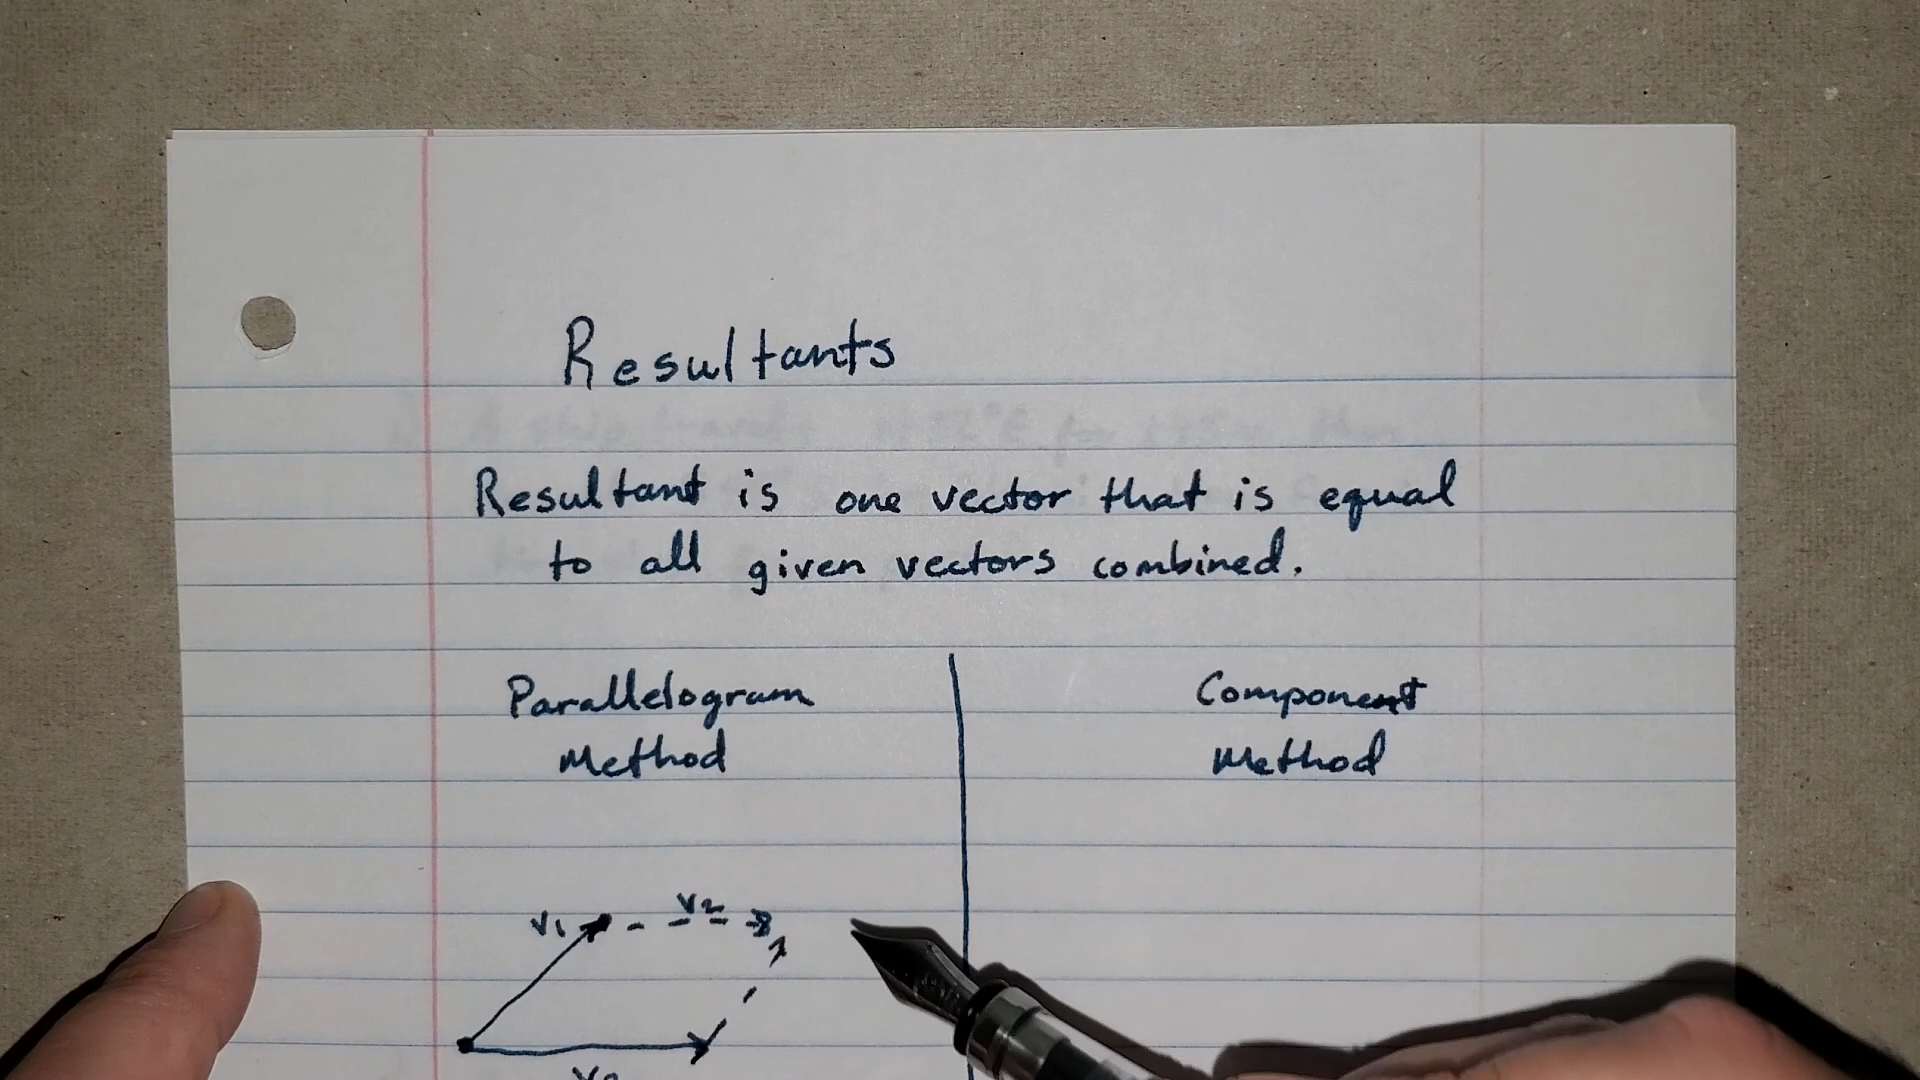 Resultants
Resultant is one vector that is equal
to all given vectors combined.
Parallelogram
Method
Component
Method
V1
V2
V2